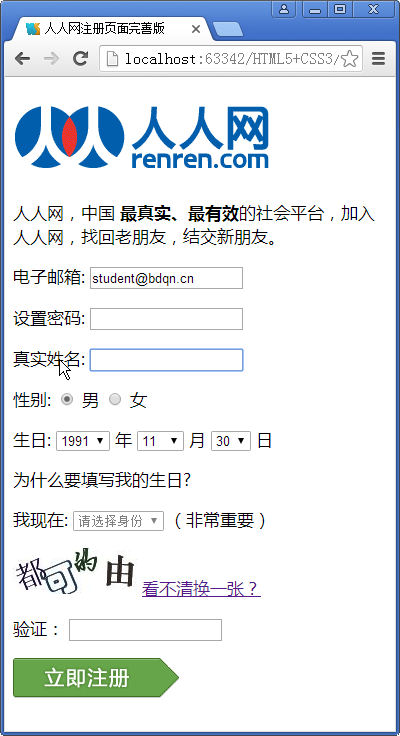 人人网注册页面完善版
localhost:63342/HTML5+CSS3/
人人网
renren.com
人人网，中国 最真实、最有效的社会平台，加入
人人网，找回老朋友，结交新朋友。
电子邮箱: student@bdqn.cn
设置密码:
真实姓名:
性别: 男 女
生日: 1991 年 11 月 30 日
为什么要填写我的生日?
我现在: 请选择身份 （非常重要）
都可的由 看不清换一张？
验证：
立即注册